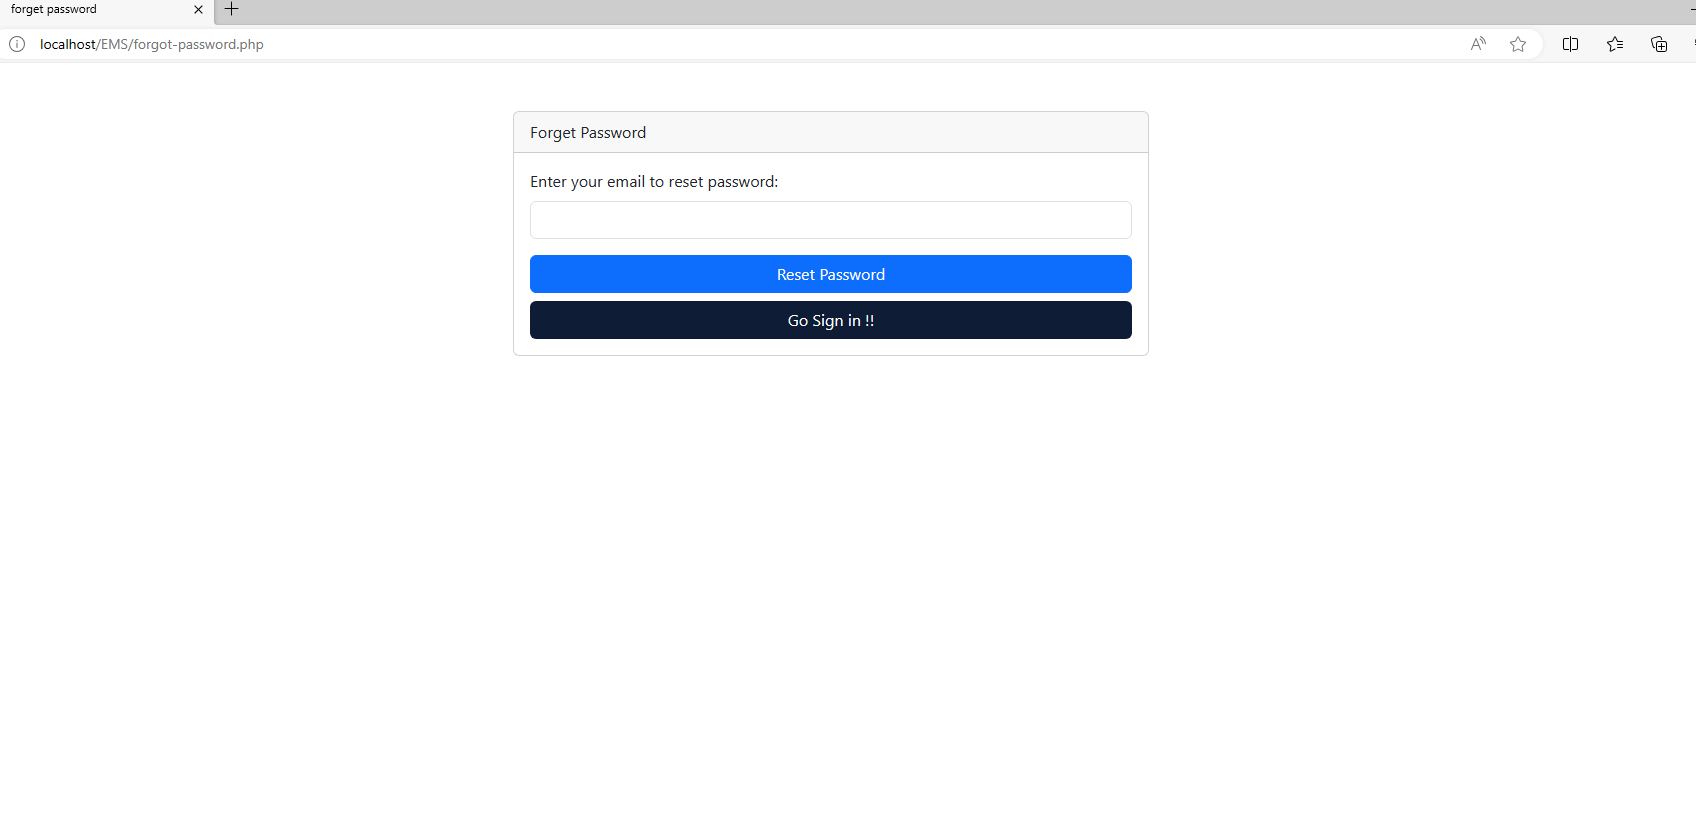 forget password
localhost/EMS/forgot-password.php
Forget Password
Enter your email to reset password:
Reset Password
Go Sign in !!